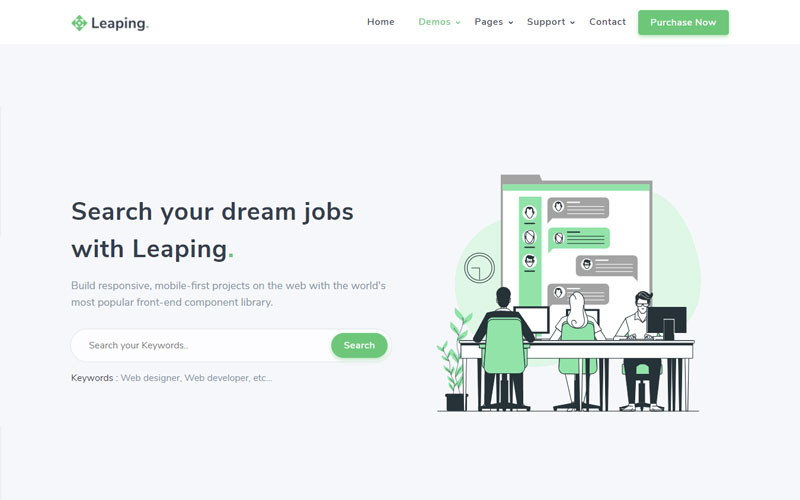 Leaping.
Home Demos Pages Support Contact Purchase Now
Search your dream jobs
with Leaping.
Build responsive, mobile-first projects on the web with the world's
most popular front-end component library.
Search your Keywords.. Search
Keywords : Web designer, Web developer, etc...